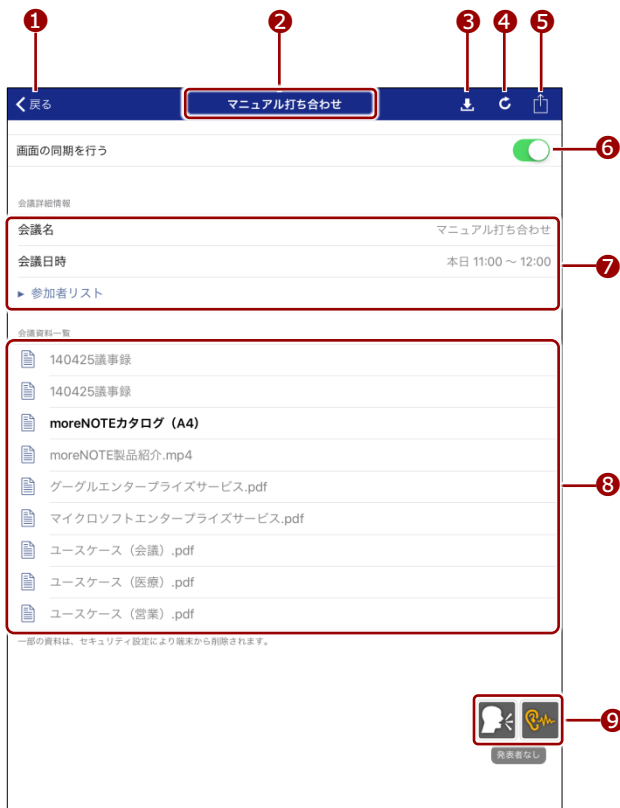 1 2 3 4 5
戻る マニュアル打ち合わせ
画面の同期を行う 6
会議詳細情報
会議名 マニュアル打ち合わせ
会議日時 本日 11:00 ～ 12:00 7
▶ 参加者リスト
会議資料一覧
140425議事録
140425議事録
moreNOTEカタログ（A4）
moreNOTE製品紹介.mp4
グーグルエンタープライズサービス.pdf 8
マイクロソフトエンタープライズサービス.pdf
ユースケース（会議）.pdf
ユースケース（医療）.pdf
ユースケース（営業）.pdf
一部の資料は、セキュリティ設定により端末から削除されます。
9
発表者なし